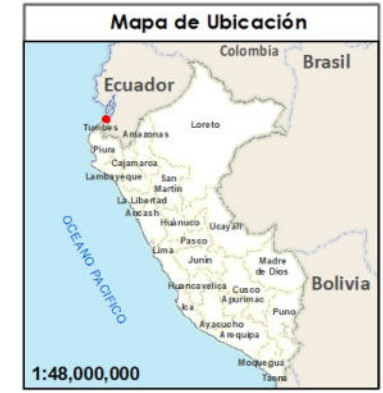 Mapa de Ubicación
Colombia
Brasil
Ecuador
Tumbes
Amazonas
Loreto
Piura
Cajamarca
Lambayeque
San
Martín
La Libertad
Ancash
Huánuco
Ucayali
Pasco
Lima
Junín
Madre
de Dios
OCEANO PACIFICO
Huancavelica
Cusco
Apurimac
Bolivia
Ica
Puno
Ayacucho
Arequipa
Moquegua
Tacna
1:48,000,000